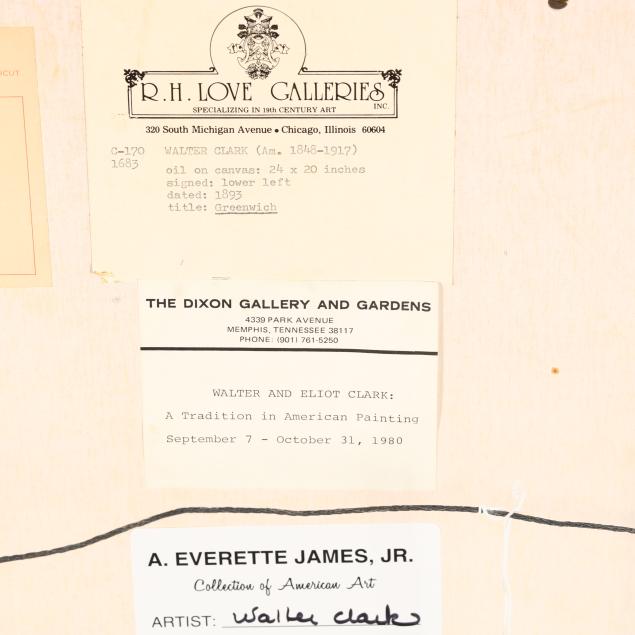 ICUT
R.H. LOVE GALLERIES INC.
SPECIALIZING IN 19th CENTURY ART
320 South Michigan Avenue • Chicago, Illinois 60604
C-170 WALTER CLARK (Am. 1848-1917)
1683
oil on canvas: 24 x 20 inches
signed: lower left
dated: 1893
title: Greenwich
THE DIXON GALLERY AND GARDENS
4339 PARK AVENUE
MEMPHIS, TENNESSEE 38117
PHONE: (901) 761-5250
WALTER AND ELIOT CLARK:
A Tradition in American Painting
September 7 - October 31, 1980
A. EVERETTE JAMES, JR.
Collection of American Art
ARTIST: Walter Clark